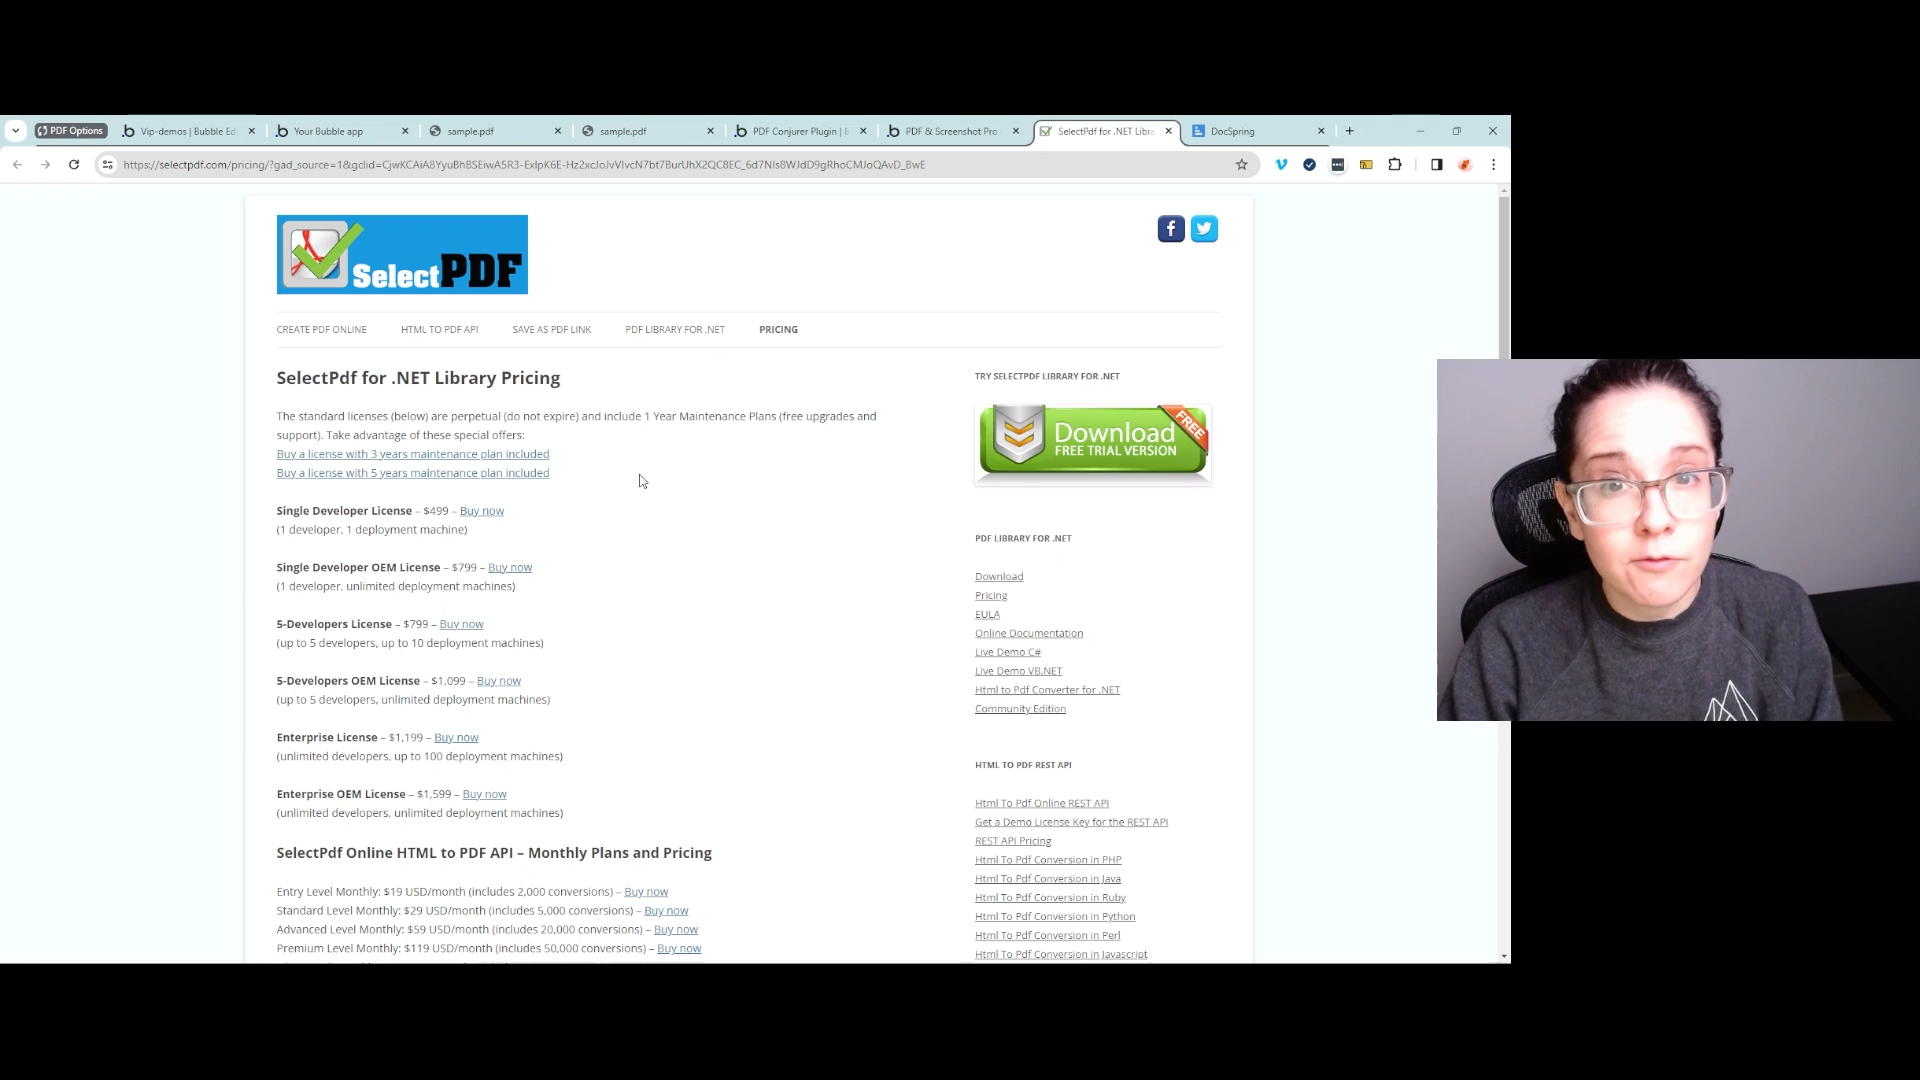 PDF Options
Vip-demos | Bubble Ed
Your Bubble app
sample.pdf
sample.pdf
PDF Conjurer Plugin |
PDF & Screenshot Pro
SelectPdf for .NET Libra
DocSpring
https://selectpdf.com/pricing/?gad_source=1&gclid=
SelectPDF
CREATE PDF ONLINE
HTML TO PDF API
SAVE AS PDF LINK
PDF LIBRARY FOR .NET
PRICING
SelectPdf for .NET Library Pricing
The standard licenses (below) are perpetual (do not expire) and include 1 Year Maintenance Plans (free upgrades and
support). Take advantage of these special offers:
Buy a license with 3 years maintenance plan included
Buy a license with 5 years maintenance plan included
Single Developer License – $499 – Buy now
(1 developer, 1 deployment machine)
Single Developer OEM License – $799 – Buy now
(1 developer, unlimited deployment machines)
5-Developers License – $799 – Buy now
(up to 5 developers, up to 10 deployment machines)
5-Developers OEM License – $1,099 – Buy now
(up to 5 developers, unlimited deployment machines)
Enterprise License – $1,199 – Buy now
(unlimited developers, up to 100 deployment machines)
Enterprise OEM License – $1,599 – Buy now
(unlimited developers, unlimited deployment machines)
SelectPdf Online HTML to PDF API – Monthly Plans and Pricing
Entry Level Monthly: $19 USD/month (includes 2,000 conversions) – Buy now
Standard Level Monthly: $29 USD/month (includes 5,000 conversions) – Buy now
Advanced Level Monthly: $59 USD/month (includes 20,000 conversions) – Buy now
Premium Level Monthly: $119 USD/month (includes 50,000 conversions) – Buy now
TRY SELECTPDF LIBRARY FOR .NET
Download
FREE TRIAL VERSION
FREE
PDF LIBRARY FOR .NET
Download
Pricing
EULA
Online Documentation
Live Demo C#
Live Demo VB.NET
Html to Pdf Converter for .NET
Community Edition
HTML TO PDF REST API
Html To Pdf Online REST API
Get a Demo License Key for the REST API
REST API Pricing
Html To Pdf Conversion in PHP
Html To Pdf Conversion in Java
Html To Pdf Conversion in Ruby
Html To Pdf Conversion in Python
Html To Pdf Conversion in Perl
Html To Pdf Conversion in Javascript